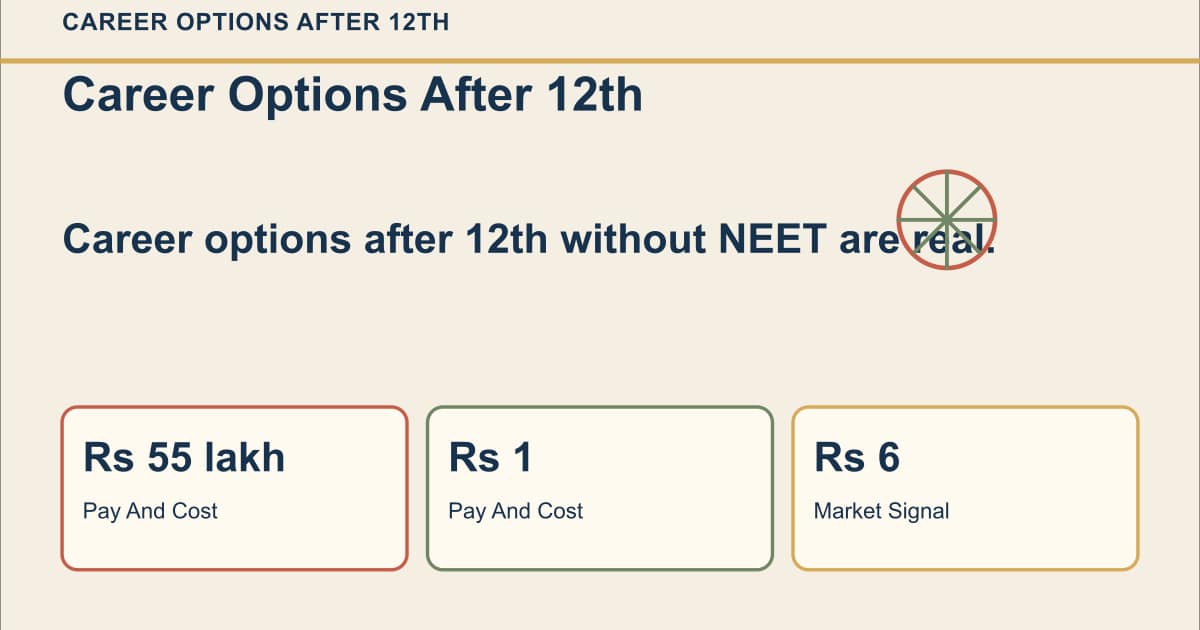 CAREER OPTIONS AFTER 12TH
Career Options After 12th
Career options after 12th without NEET are real.
Rs 55 lakh
Pay And Cost
Rs 1
Pay And Cost
Rs 6
Market Signal